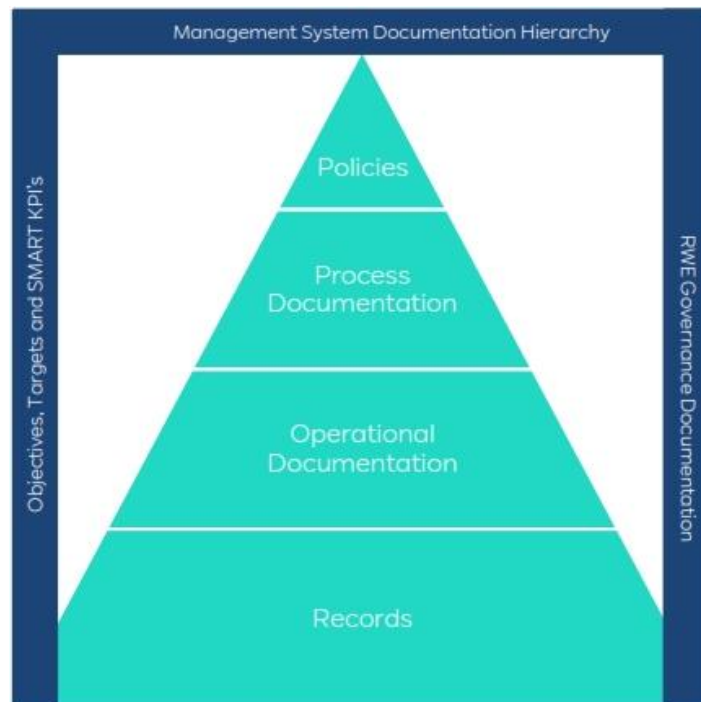 Management System Documentation Hierarchy
Objectives, Targets and SMART KPI's
Policies
Process
Documentation
Operational
Documentation
Records
RWE Governance Documentation